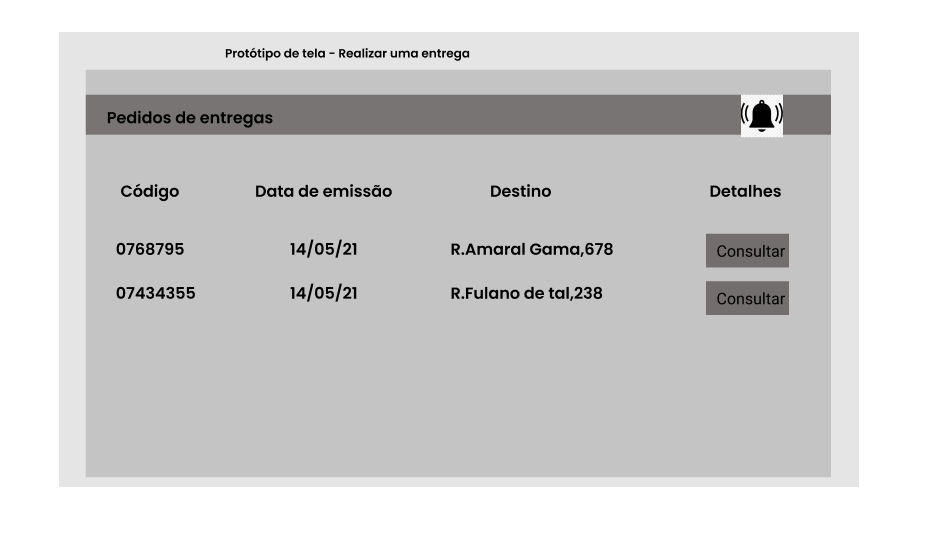 Protótipo de tela - Realizar uma entrega
Pedidos de entregas
Código Data de emissão Destino Detalhes
0768795 14/05/21 R.Amaral Gama,678 Consultar
07434355 14/05/21 R.Fulano de tal,238 Consultar